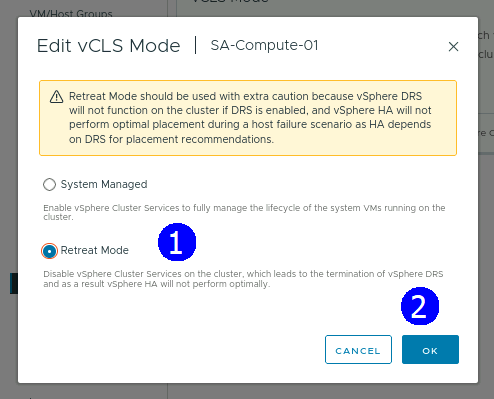 VM/Host Groups
Edit vCLS Mode | SA-Compute-01
Retreat Mode should be used with extra caution because vSphere DRS
will not function on the cluster if DRS is enabled, and vSphere HA will not
perform optimal placement during a host failure scenario as HA depends
on DRS for placement recommendations.
System Managed
Enable vSphere Cluster Services to fully manage the lifecycle of the system VMs running on the
cluster.
Retreat Mode
1
Disable vSphere Cluster Services on the cluster, which leads to the termination of vSphere DRS
and as a result vSphere HA will not perform optimally.
2
CANCEL
OK